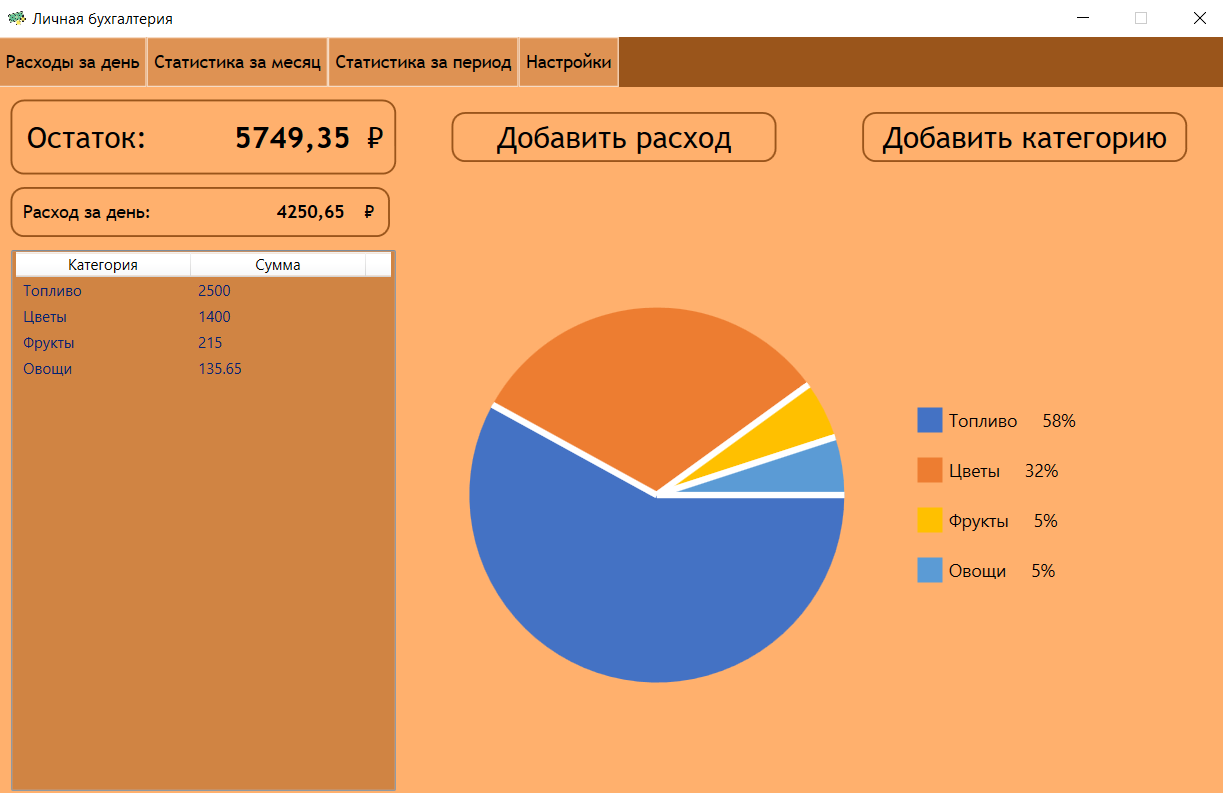 Личная бухгалтерия
Расходы за день Статистика за месяц Статистика за период Настройки
Остаток: 5749,35 ₽
Добавить расход
Добавить категорию
Расход за день: 4250,65 ₽
Категория Сумма
Топливо 2500
Цветы 1400
Фрукты 215
Овощи 135.65
Топливо 58%
Цветы 32%
Фрукты 5%
Овощи 5%